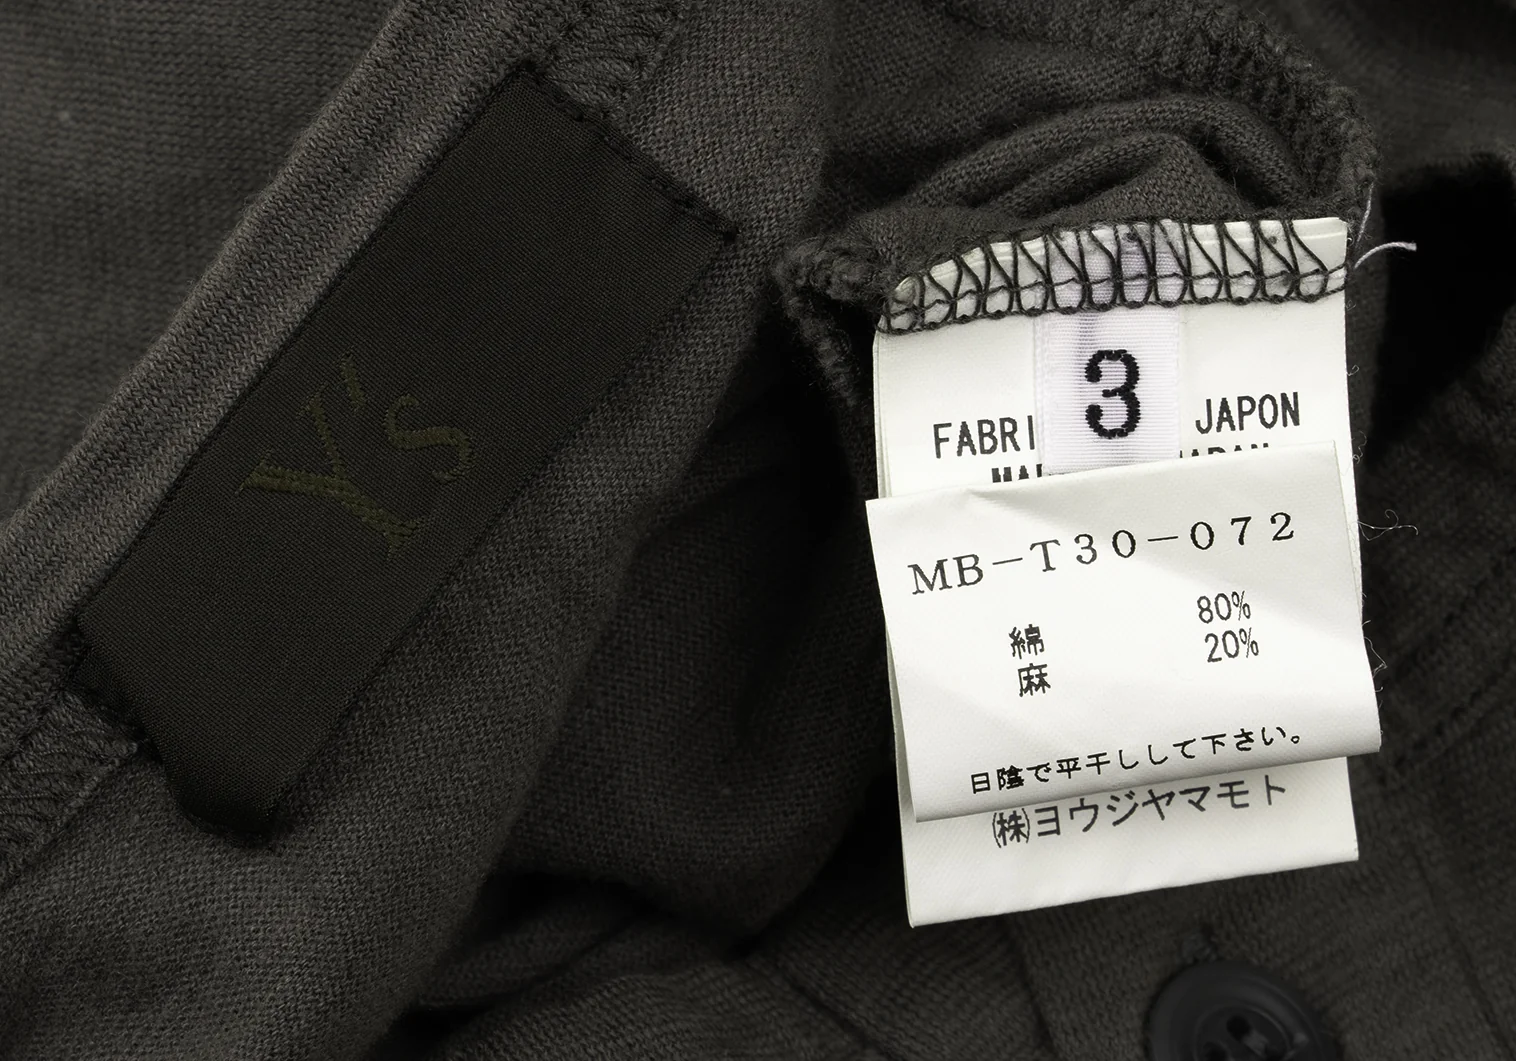 Y's
3
JAPON
MB-T30-072
綿 80%
麻 20%
日陰で平干しして下さい。
㈱ヨウジヤマモト